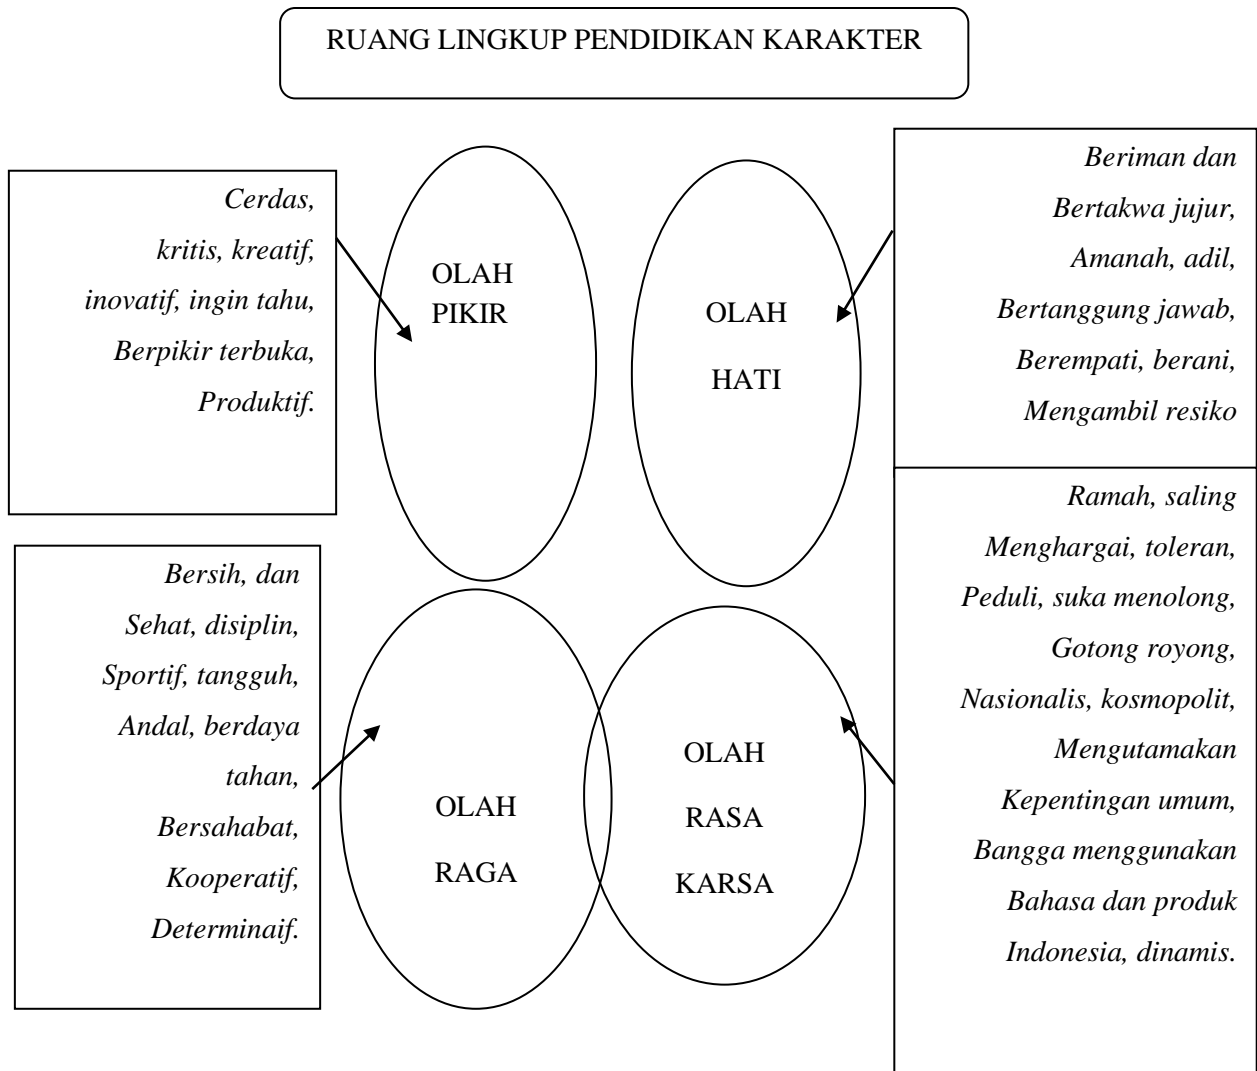 RUANG LINGKUP PENDIDIKAN KARAKTER
Cerdas,
kritis, kreatif,
inovatif, ingin tahu,
Berpikir terbuka,
Produktif.
OLAH
PIKIR
OLAH
HATI
Beriman dan
Bertakwa jujur,
Amanah, adil,
Bertanggung jawab,
Berempati, berani,
Mengambil resiko
Bersih, dan
Sehat, disiplin,
Sportif, tangguh,
Andal, berdaya
tahan,
Bersahabat,
Kooperatif,
Determinaif.
OLAH
RAGA
OLAH
RASA
KARSA
Ramah, saling
Menghargai, toleran,
Peduli, suka menolong,
Gotong royong,
Nasionalis, kosmopolit,
Mengutamakan
Kepentingan umum,
Bangga menggunakan
Bahasa dan produk
Indonesia, dinamis.